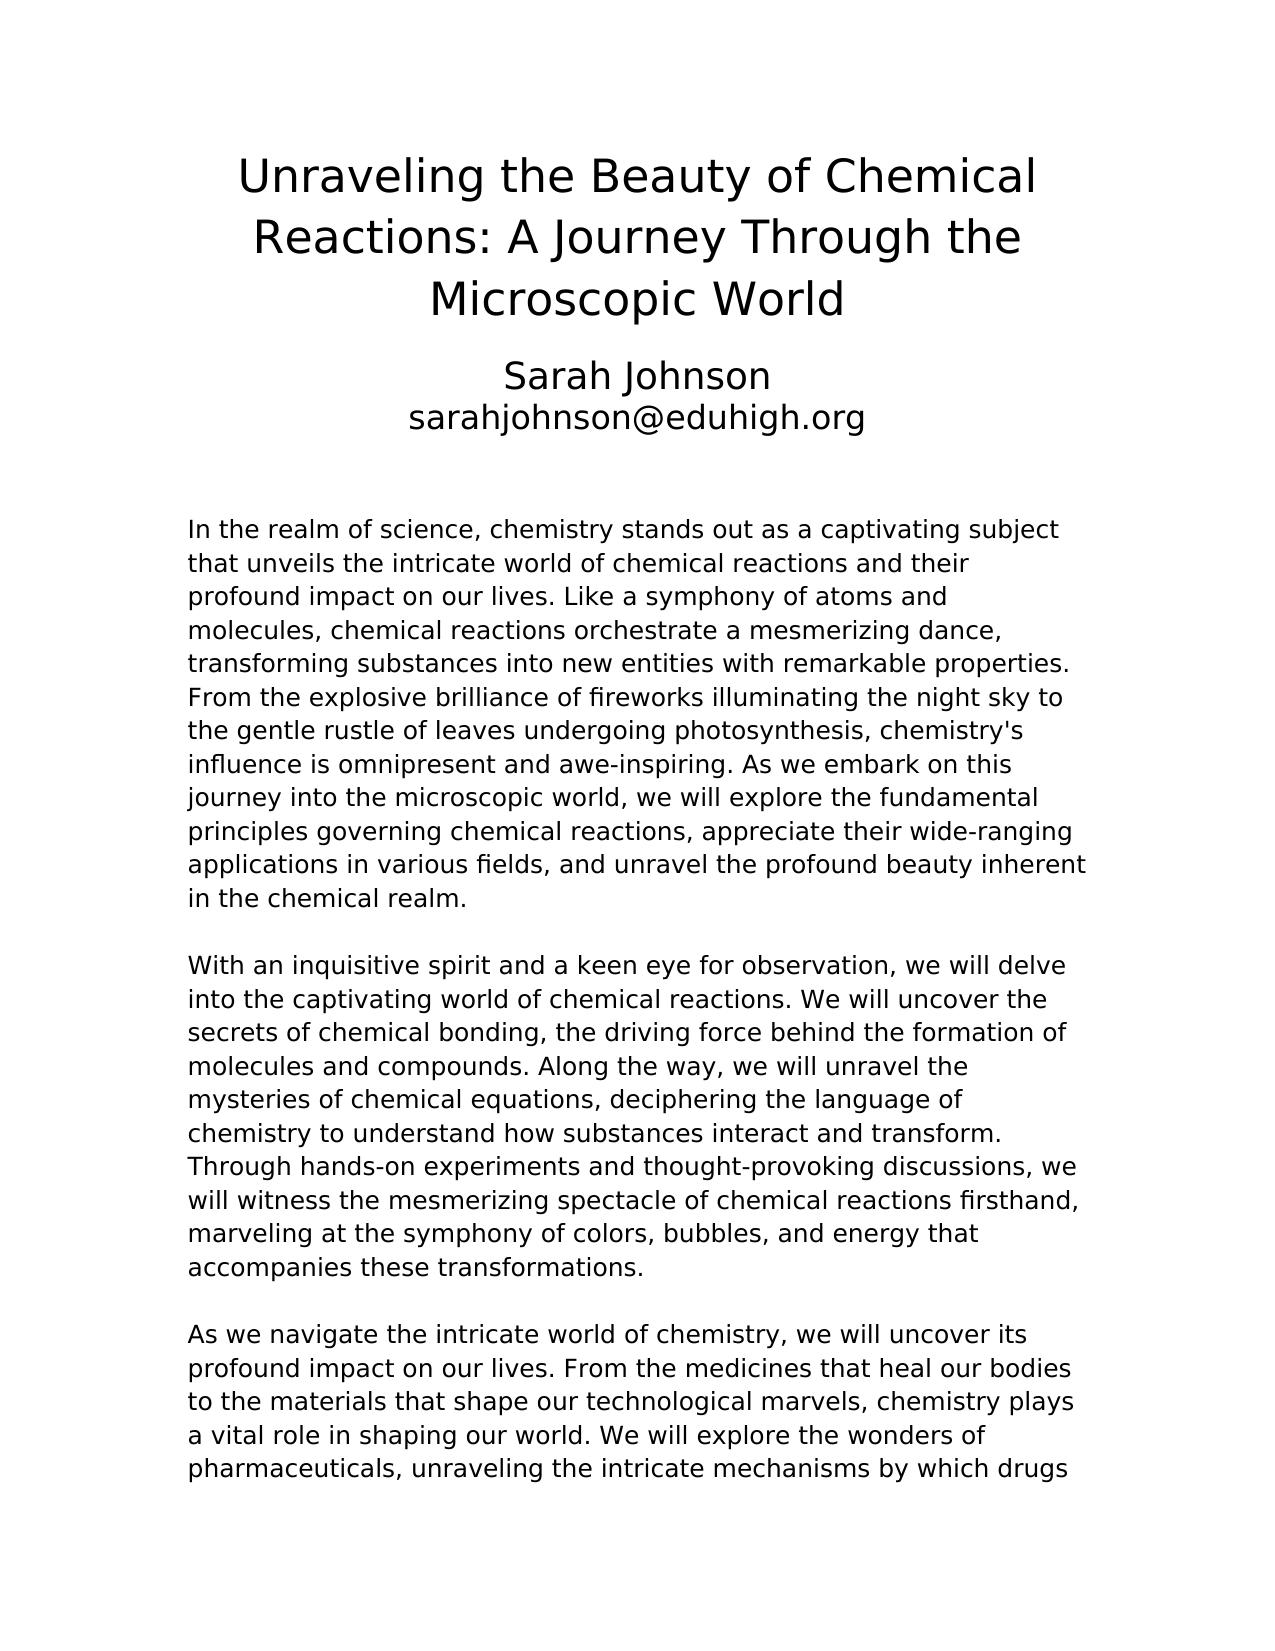 Unraveling the Beauty of Chemical
Reactions: A Journey Through the
Microscopic World
Sarah Johnson
sarahjohnson@eduhigh.org
In the realm of science, chemistry stands out as a captivating subject
that unveils the intricate world of chemical reactions and their
profound impact on our lives. Like a symphony of atoms and
molecules, chemical reactions orchestrate a mesmerizing dance,
transforming substances into new entities with remarkable properties.
From the explosive brilliance of fireworks illuminating the night sky to
the gentle rustle of leaves undergoing photosynthesis, chemistry's
influence is omnipresent and awe-inspiring. As we embark on this
journey into the microscopic world, we will explore the fundamental
principles governing chemical reactions, appreciate their wide-ranging
applications in various fields, and unravel the profound beauty inherent
in the chemical realm.
With an inquisitive spirit and a keen eye for observation, we will delve
into the captivating world of chemical reactions. We will uncover the
secrets of chemical bonding, the driving force behind the formation of
molecules and compounds. Along the way, we will unravel the
mysteries of chemical equations, deciphering the language of
chemistry to understand how substances interact and transform.
Through hands-on experiments and thought-provoking discussions, we
will witness the mesmerizing spectacle of chemical reactions firsthand,
marveling at the symphony of colors, bubbles, and energy that
accompanies these transformations.
As we navigate the intricate world of chemistry, we will uncover its
profound impact on our lives. From the medicines that heal our bodies
to the materials that shape our technological marvels, chemistry plays
a vital role in shaping our world. We will explore the wonders of
pharmaceuticals, unraveling the intricate mechanisms by which drugs